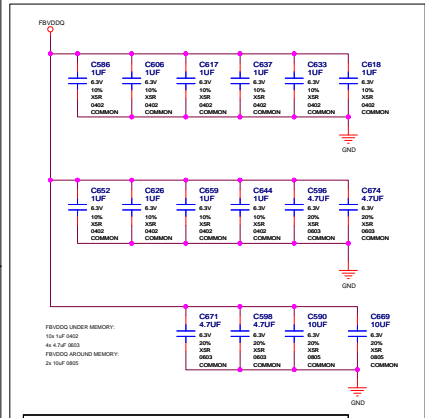 FBVDDQ
C586 C606 C617 C637 C633 C618
1UF 1UF 1UF 1UF 1UF 1UF
6.3V 6.3V 6.3V 6.3V 6.3V 6.3V
10% 10% 10% 10% 10% 10%
X5R X5R X5R X5R X5R X5R
0402 0402 0402 0402 0402 0402
COMMON COMMON COMMON COMMON COMMON COMMON
GND
C652 C626 C659 C644 C596 C674
1UF 1UF 1UF 1UF 4.7UF 4.7UF
6.3V 6.3V 6.3V 6.3V 6.3V 6.3V
10% 10% 10% 10% 20% 20%
X5R X5R X5R X5R X5R X5R
0402 0402 0402 0402 0603 0603
COMMON COMMON COMMON COMMON COMMON COMMON
GND
C671 C598 C590 C669
4.7UF 4.7UF 10UF 10UF
6.3V 6.3V 6.3V 6.3V
20% 20% 20% 20%
X5R X5R X5R X5R
0603 0603 0805 0805
COMMON COMMON COMMON COMMON
GND
FBVDDQ UNDER MEMORY:
10x 1uF 0402
4x 4.7uF 0603
FBVDDQ AROUND MEMORY:
2x 10uF 0805